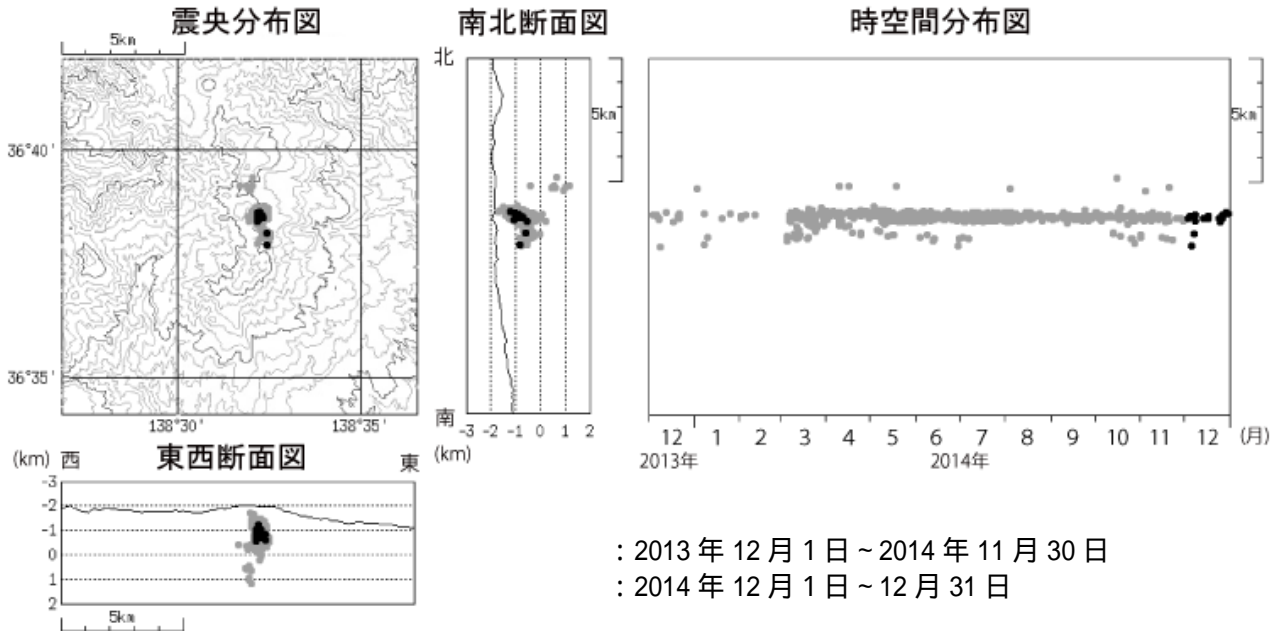 震央分布図
5km
36°40'
36°35'
138°30'
138°35'
南北断面図
北
5km
南
-3 -2 -1 0 1 2
(km)
時空間分布図
5km
12 1 2 3 4 5 6 7 8 9 10 11 12 (月)
2013年 2014年
東西断面図
(km) 西 東
-3
-2
-1
0
1
2
5km
: 2013 年 12 月 1 日 ~ 2014 年 11 月 30 日
: 2014 年 12 月 1 日 ~ 12 月 31 日